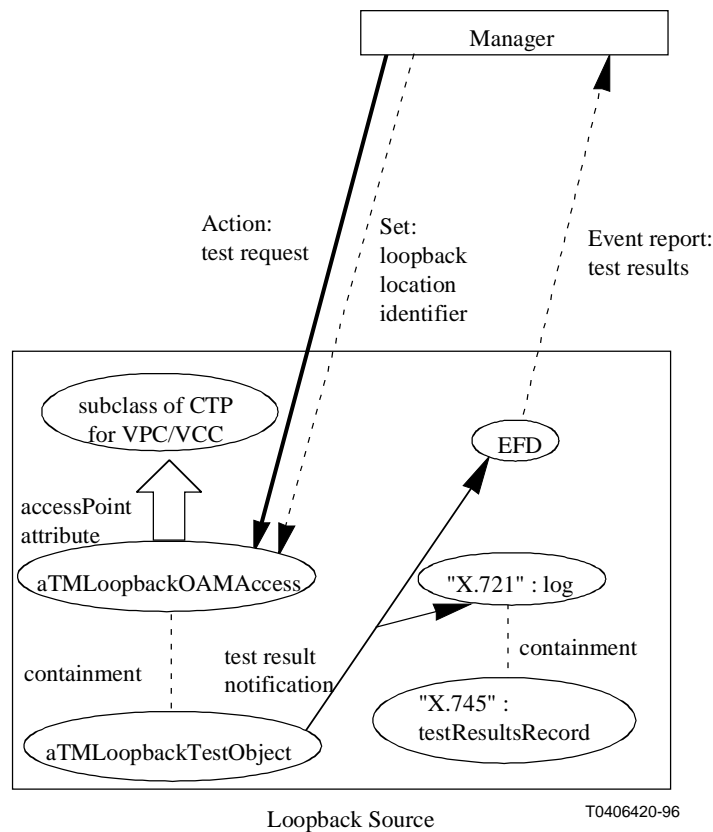 Manager
Action:
test request
Set:
loopback
location
identifier
Event report:
test results
subclass of CTP
for VPC/VCC
EFD
accessPoint
attribute
aTMLoopbackOAMAccess
"X.721" : log
containment
test result
notification
containment
"X.745" :
testResultsRecord
aTMLoopbackTestObject
Loopback Source
T0406420-96